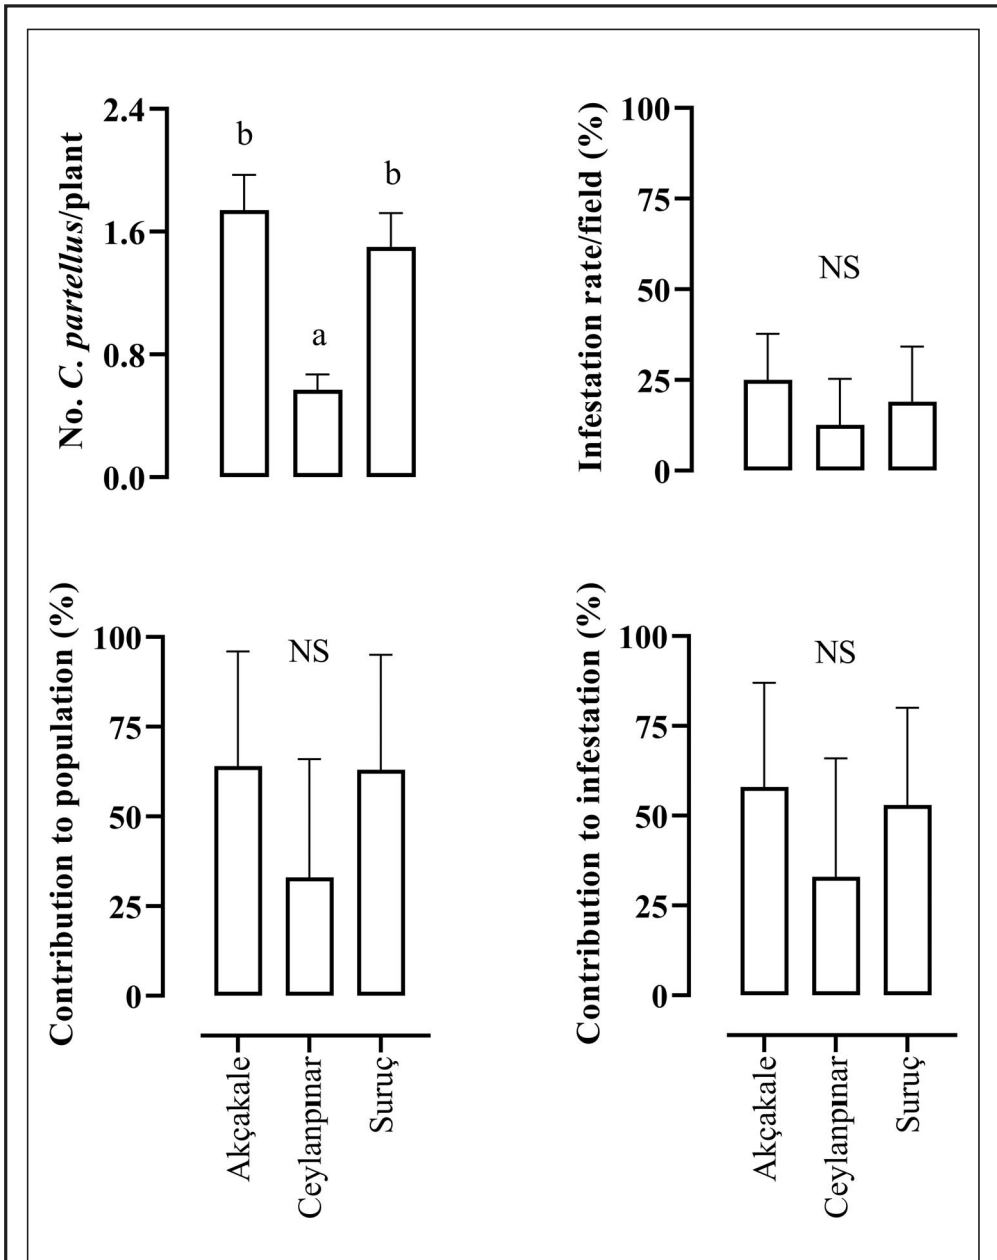 No. C. partellus/plant
2.4
1.6
0.8
0.0
b
a
b
Infestation rate/field (%)
100
75
50
25
0
NS
Contribution to population (%)
100
75
50
25
0
NS
Akçakale
Ceylanpınar
Suruç
Contribution to infestation (%)
100
75
50
25
0
NS
Akçakale
Ceylanpınar
Suruç